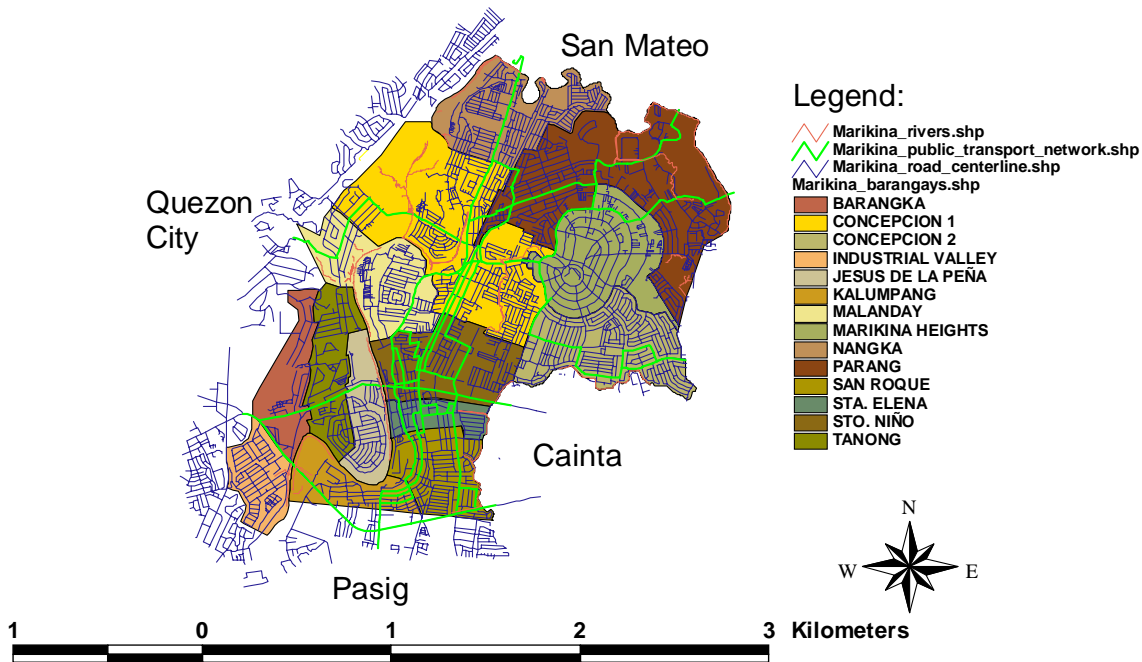 San Mateo
Quezon
City
Cainta
Pasig
Legend:
Marikina_rivers.shp
Marikina_public_transport_network.shp
Marikina_road_centerline.shp
Marikina_barangays.shp
BARANGKA
CONCEPCION 1
CONCEPCION 2
INDUSTRIAL VALLEY
JESUS DE LA PEÑA
KALUMPANG
MALANDAY
MARIKINA HEIGHTS
NANGKA
PARANG
SAN ROQUE
STA. ELENA
STO. NIÑO
TANONG
N
W E
S
1 0 1 2 3 Kilometers